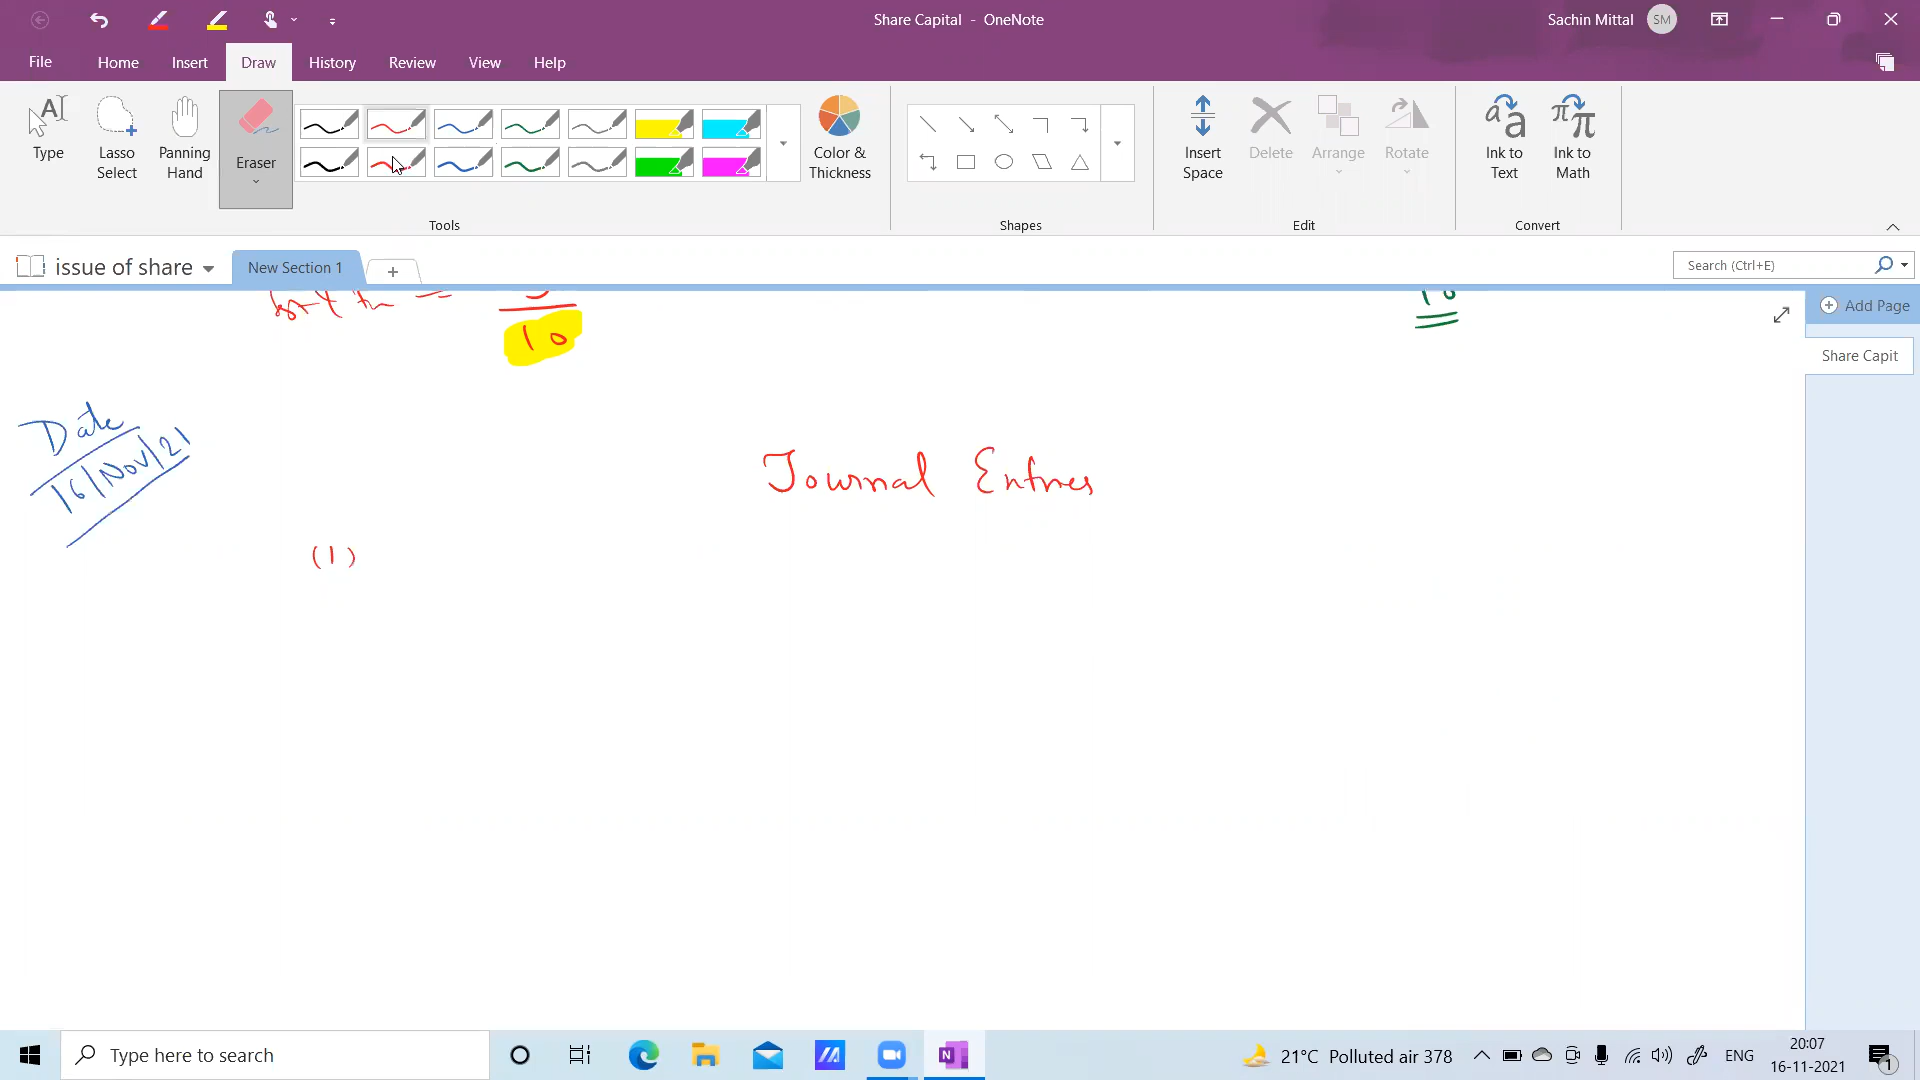 Share Capital - OneNote
Sachin Mittal SM
File Home Insert Draw History Review View Help
Type
Lasso Select
Panning Hand
Eraser
Color & Thickness
Insert Space
Delete
Arrange
Rotate
Ink to Text
Ink to Math
Tools
Shapes
Edit
Convert
issue of share
New Section 1
Search (Ctrl+E)
Add Page
Share Capit
10
10
Date
16/Nov/21
Journal Entries
(1)
Type here to search
21°C Polluted air 378
ENG
20:07
16-11-2021
1